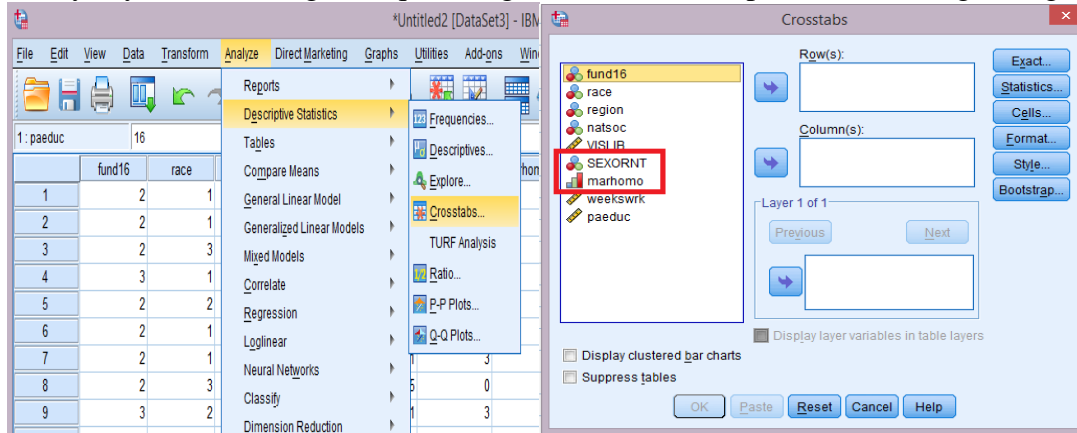 *Untitled2 [DataSet3] - IBM
File Edit View Data Transform Analyze Direct Marketing Graphs Utilities Add-ons
1 : paeduc 16
fund16 race
1 2 1
2 2 1
3 2 3
4 3 1
5 2 2
6 2 1
7 2 1 3
8 2 3 0
9 3 2 3
Reports
Descriptive Statistics
Tables
Compare Means
General Linear Model
Generalized Linear Models
Mixed Models
Correlate
Regression
Loglinear
Neural Networks
Classify
Dimension Reduction
Frequencies...
Descriptives...
Explore...
Crosstabs...
TURF Analysis
Ratio...
P-P Plots...
Q-Q Plots...
Crosstabs
fund16
race
region
natsoc
VISLIB
SEXORNT
marhomo
weekswrk
paeduc
Row(s):
Column(s):
Layer 1 of 1
Previous Next
Display layer variables in table layers
Exact...
Statistics...
Cells...
Format...
Style...
Bootstrap...
Display clustered bar charts
Suppress tables
OK Paste Reset Cancel Help